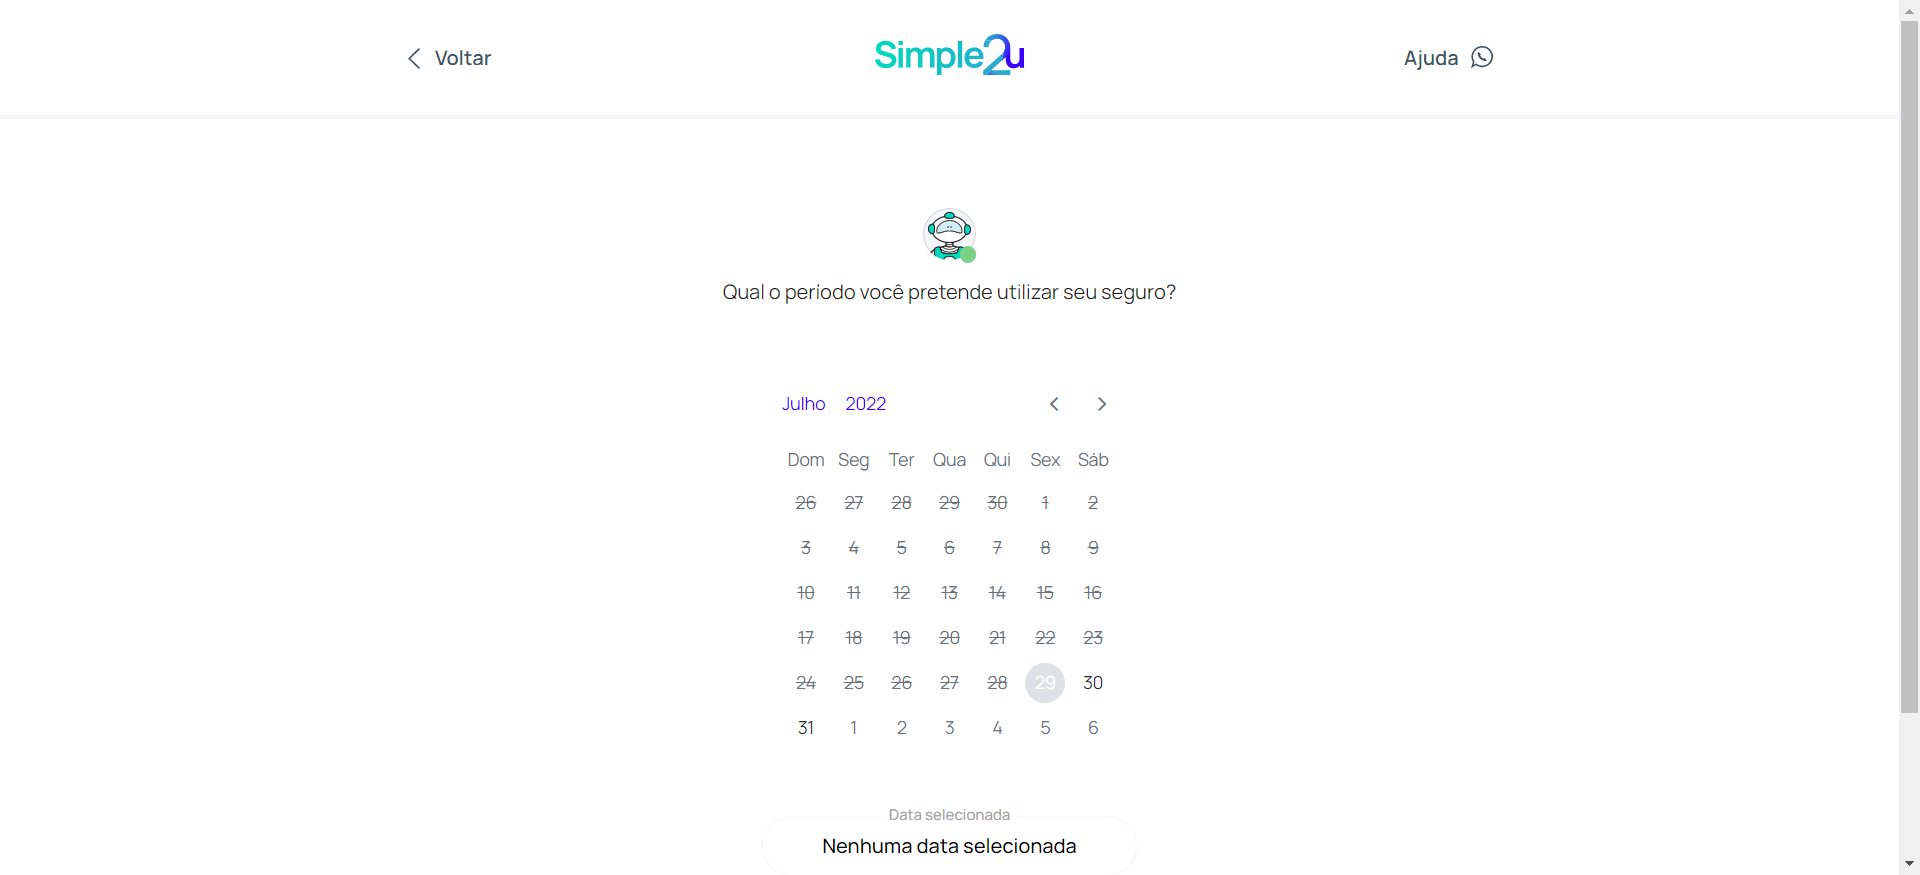 Voltar
Simple2u
Ajuda
Qual o período você pretende utilizar seu seguro?
Julho 2022
Dom Seg Ter Qua Qui Sex Sáb
26 27 28 29 30 1 2
3 4 5 6 7 8 9
10 11 12 13 14 15 16
17 18 19 20 21 22 23
24 25 26 27 28 29 30
31 1 2 3 4 5 6
Data selecionada
Nenhuma data selecionada